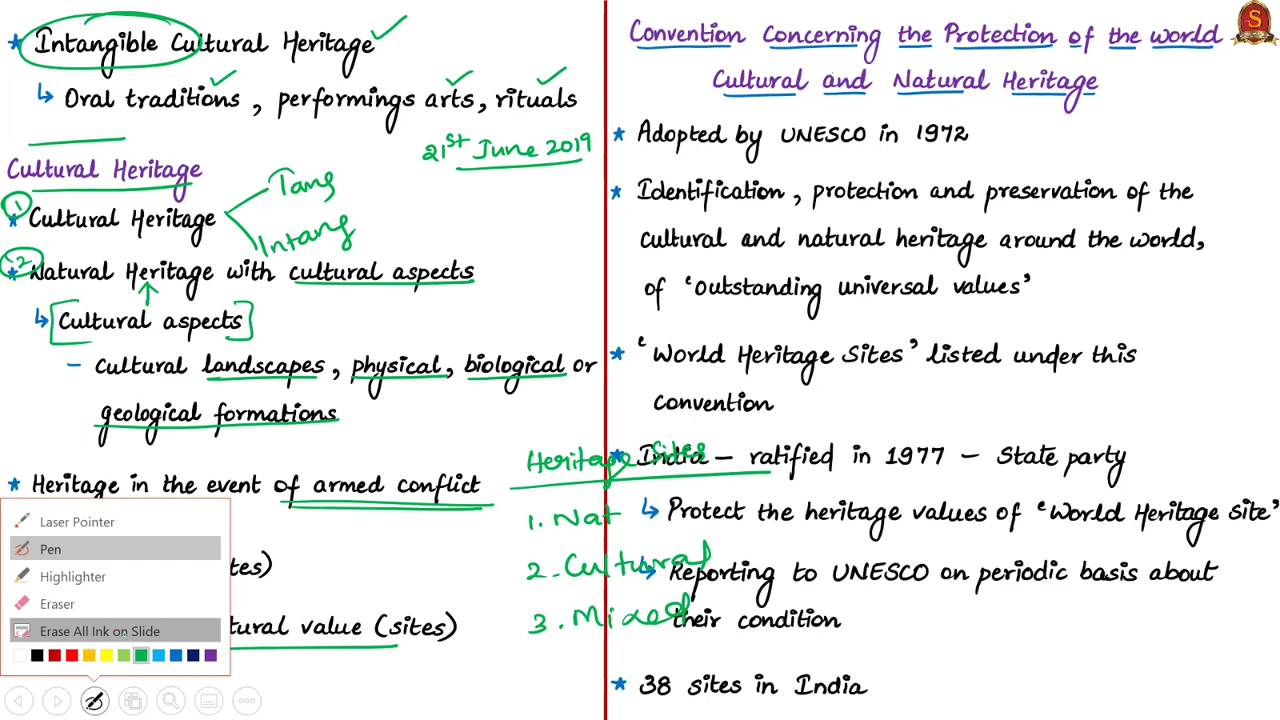 Intangible Cultural Heritage
Oral traditions, performings arts, rituals
21st June 2019
Cultural Heritage
1
Cultural Heritage
Tang
Intang
2
Natural Heritage with cultural aspects
Cultural aspects
- Cultural landscapes, physical, biological or
geological formations
Heritage in the event of armed conflict
tes)
tural value (sites)
Laser Pointer
Pen
Highlighter
Eraser
Erase All Ink on Slide
Heritage Sites
1. Nat
2. Cultural
3. Mixed
S
Convention Concerning the Protection of the world
Cultural and Natural Heritage
Adopted by UNESCO in 1972
Identification, protection and preservation of the
cultural and natural heritage around the world,
of 'outstanding universal values'
'World Heritage Sites' listed under this
convention
India - ratified in 1977 - State party
Protect the heritage values of 'World Heritage Site'
Reporting to UNESCO on periodic basis about
their condition
38 sites in India